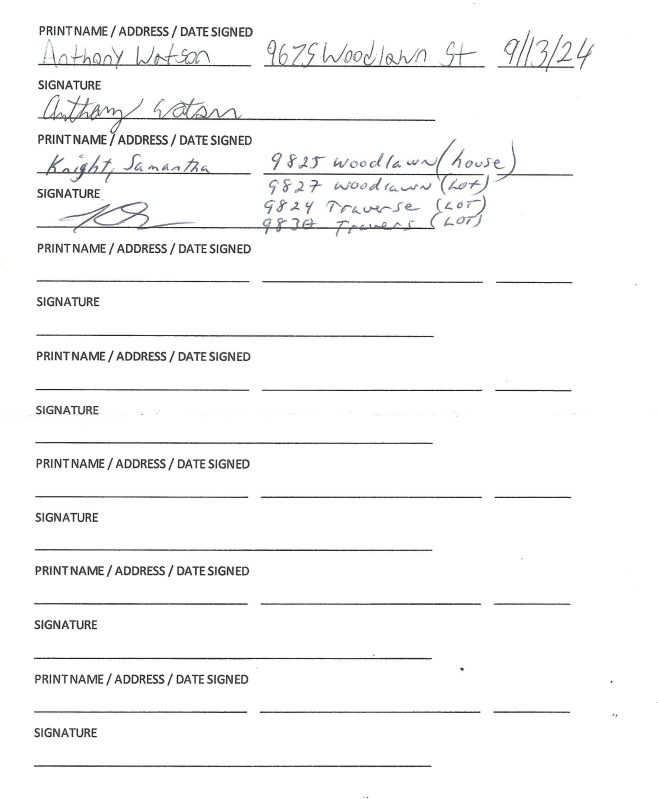 PRINT NAME / ADDRESS / DATE SIGNED
Anthony Watson 9675 Woodlawn St 9/13/24
SIGNATURE
Anthony Watson
PRINT NAME / ADDRESS / DATE SIGNED
Knight, Samantha 9825 woodlawn (house)
9827 woodlawn (Lot)
SIGNATURE
9824 Traverse (LOT)
Travers (LOT)
PRINT NAME / ADDRESS / DATE SIGNED
SIGNATURE
PRINT NAME / ADDRESS / DATE SIGNED
SIGNATURE
PRINT NAME / ADDRESS / DATE SIGNED
SIGNATURE
PRINT NAME / ADDRESS / DATE SIGNED
SIGNATURE
PRINT NAME / ADDRESS / DATE SIGNED
SIGNATURE